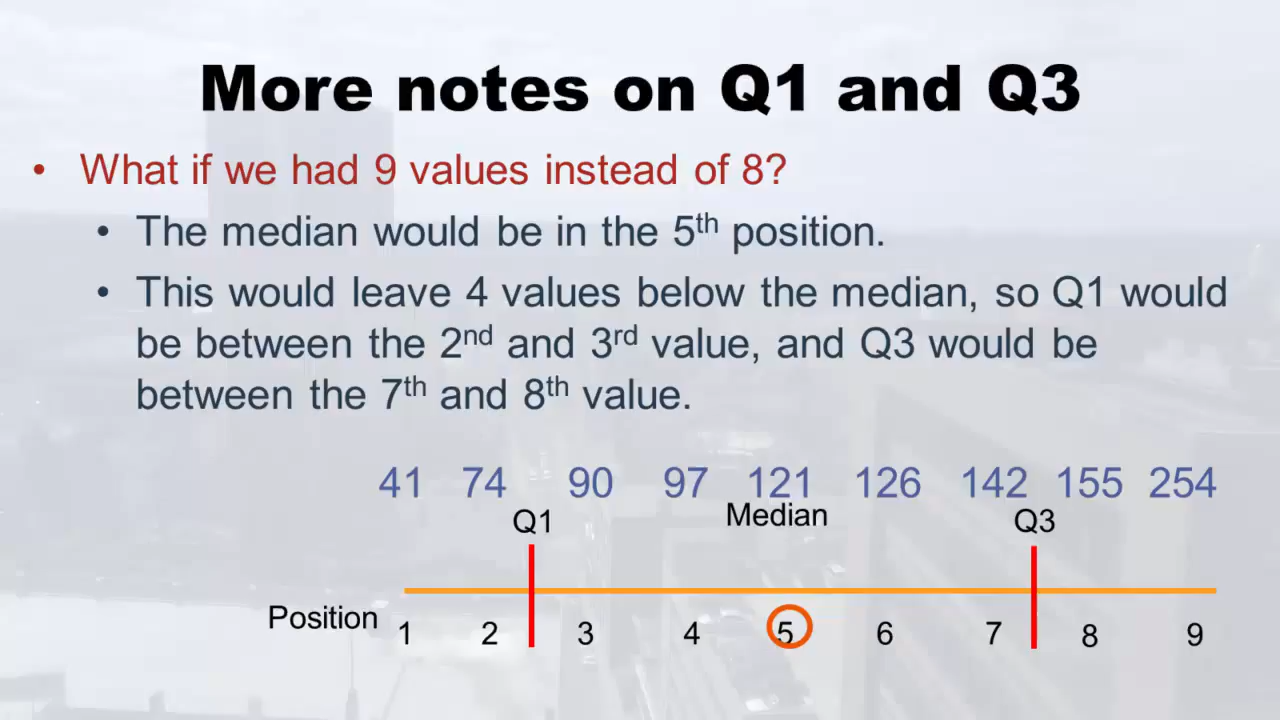 More notes on Q1 and Q3
• What if we had 9 values instead of 8?
• The median would be in the 5th position.
• This would leave 4 values below the median, so Q1 would
be between the 2nd and 3rd value, and Q3 would be
between the 7th and 8th value.
41 74 90 97 121 126 142 155 254
Q1 Median Q3
Position 1 2 3 4 5 6 7 8 9